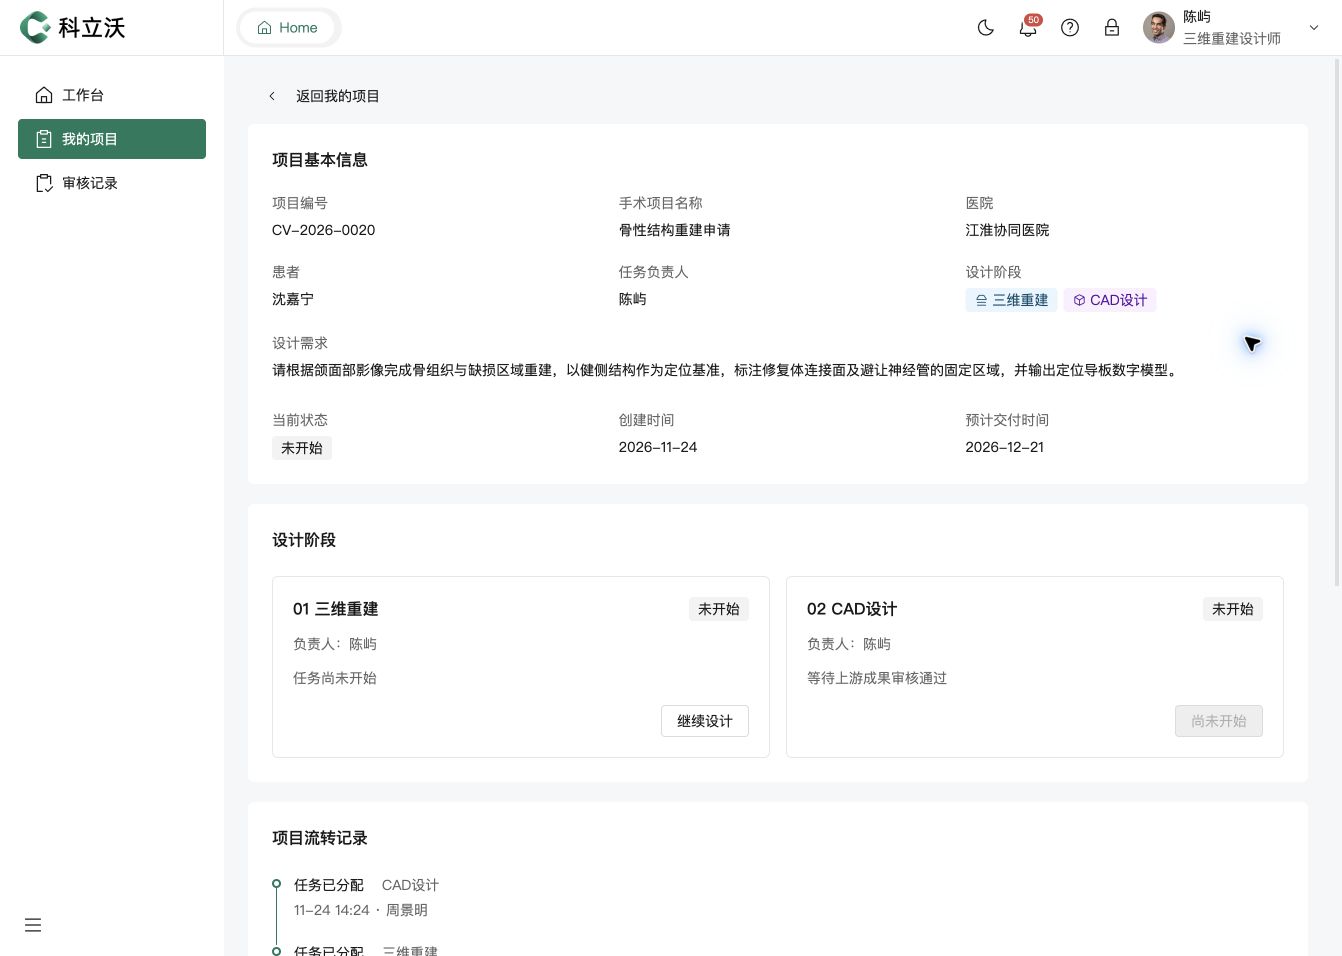 科立沃
Home
50
陈屿
三维重建设计师
工作台
我的项目
审核记录
返回我的项目
项目基本信息
项目编号
手术项目名称
医院
CV-2026-0020
骨性结构重建申请
江淮协同医院
患者
任务负责人
设计阶段
沈嘉宁
陈屿
三维重建
CAD设计
设计需求
请根据颌面部影像完成骨组织与缺损区域重建，以健侧结构作为定位基准，标注修复体连接面及避让神经管的固定区域，并输出定位导板数字模型。
当前状态
创建时间
预计交付时间
未开始
2026-11-24
2026-12-21
设计阶段
01 三维重建
未开始
负责人：陈屿
任务尚未开始
继续设计
02 CAD设计
未开始
负责人：陈屿
等待上游成果审核通过
尚未开始
项目流转记录
任务已分配 CAD设计
11-24 14:24 · 周景明
任务已分配 三维重建